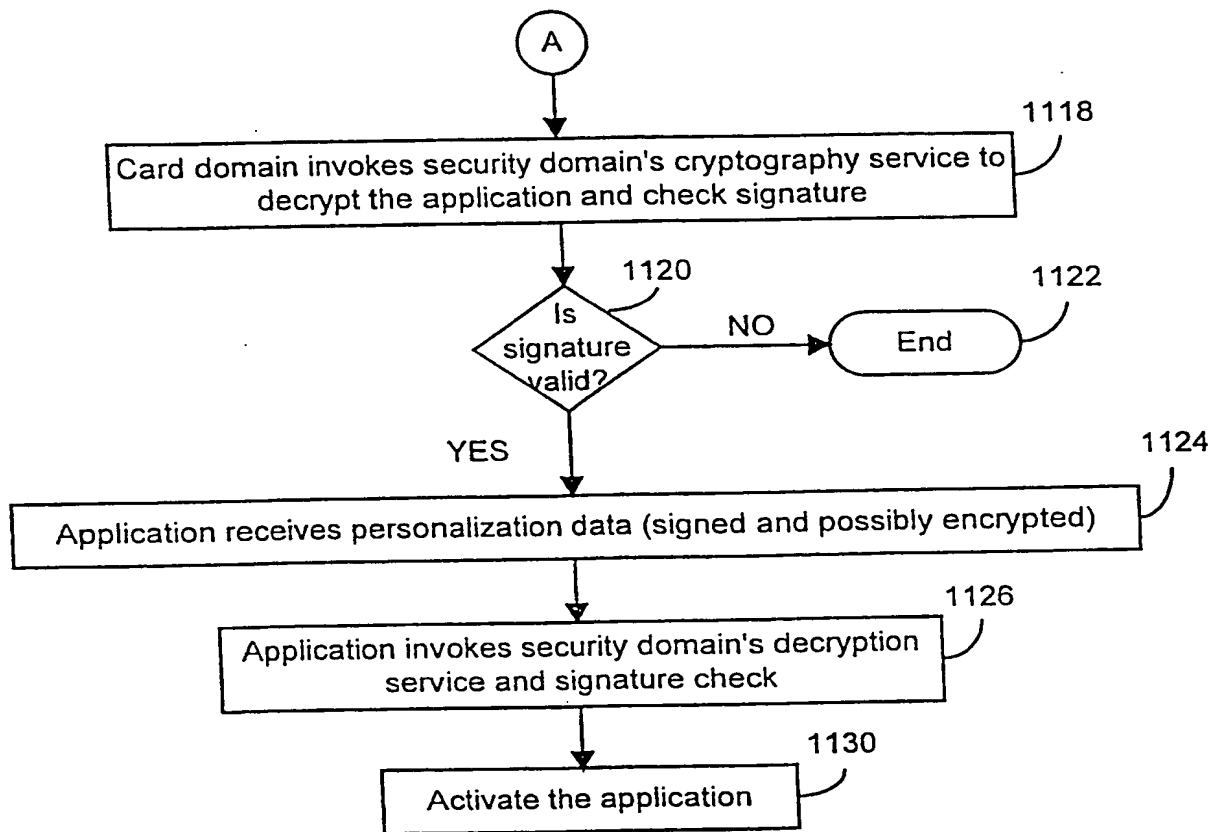 A
1118
Card domain invokes security domain's cryptography service to
decrypt the application and check signature
1120
Is
signature
valid?
NO
1122
End
YES
1124
Application receives personalization data (signed and possibly encrypted)
1126
Application invokes security domain's decryption
service and signature check
1130
Activate the application